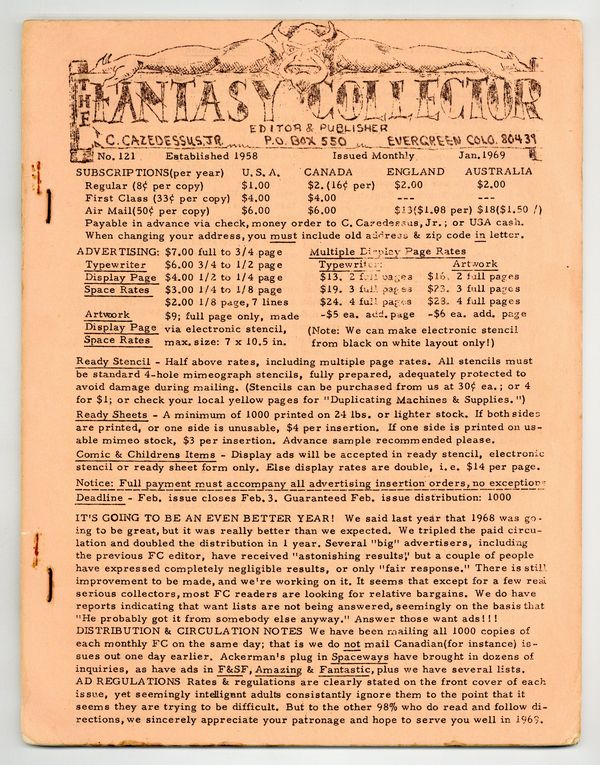 THE FANTASY COLLECTOR
EDITOR & PUBLISHER
C. CAZEDESSUS, JR. P.O. BOX 550 EVERGREEN COLO. 80439
No. 121 Established 1958 Issued Monthly Jan. 1969
SUBSCRIPTIONS(per year) U. S. A. CANADA ENGLAND AUSTRALIA
Regular (8¢ per copy) $1.00 $2. (16¢ per) $2.00 $2.00
First Class (33¢ per copy) $4.00 $4.00 --- ---
Air Mail(50¢ per copy) $6.00 $6.00 $13($1.08 per) $18($1.50 /)
Payable in advance via check, money order to C. Cazedessus, Jr.; or USA cash.
When changing your address, you must include old address & zip code in letter.
ADVERTISING: $7.00 full to 3/4 page Multiple Display Page Rates
Typewriter $6.00 3/4 to 1/2 page Typewriter: Artwork
Display Page $4.00 1/2 to 1/4 page $13. 2 full pages $16. 2 full pages
Space Rates $3.00 1/4 to 1/8 page $19. 3 full pages $23. 3 full pages
$2.00 1/8 page, 7 lines $24. 4 full pages $28. 4 full pages
Artwork $9; full page only, made -$5 ea. add. page -$6 ea. add. page
Display Page via electronic stencil, (Note: We can make electronic stencil
Space Rates max. size: 7 x 10.5 in. from black on white layout only!)
Ready Stencil - Half above rates, including multiple page rates. All stencils must
be standard 4-hole mimeograph stencils, fully prepared, adequately protected to
avoid damage during mailing. (Stencils can be purchased from us at 30¢ ea.; or 4
for $1; or check your local yellow pages for "Duplicating Machines & Supplies.")
Ready Sheets - A minimum of 1000 printed on 24 lbs. or lighter stock. If both sides
are printed, or one side is unusable, $4 per insertion. If one side is printed on us-
able mimeo stock, $3 per insertion. Advance sample recommended please.
Comic & Childrens Items - Display ads will be accepted in ready stencil, electronic
stencil or ready sheet form only. Else display rates are double, i. e. $14 per page.
Notice: Full payment must accompany all advertising insertion orders, no exceptions
Deadline - Feb. issue closes Feb. 3. Guaranteed Feb. issue distribution: 1000
IT'S GOING TO BE AN EVEN BETTER YEAR! We said last year that 1968 was go-
ing to be great, but it was really better than we expected. We tripled the paid circu-
lation and doubled the distribution in 1 year. Several "big" advertisers, including
the previous FC editor, have received "astonishing results;" but a couple of people
have expressed completely negligible results, or only "fair response." There is still
improvement to be made, and we're working on it. It seems that except for a few real
serious collectors, most FC readers are looking for relative bargains. We do have
reports indicating that want lists are not being answered, seemingly on the basis that
"He probably got it from somebody else anyway." Answer those want ads!!!
DISTRIBUTION & CIRCULATION NOTES We have been mailing all 1000 copies of
each monthly FC on the same day; that is we do not mail Canadian(for instance) is-
sues out one day earlier. Ackerman's plug in Spaceways have brought in dozens of
inquiries, as have ads in F&SF, Amazing & Fantastic, plus we have several lists.
AD REGULATIONS Rates & regulations are clearly stated on the front cover of each
issue, yet seemingly intellignnt adults consistantly ignore them to the point that it
seems they are trying to be difficult. But to the other 98% who do read and follow di-
rections, we sincerely appreciate your patronage and hope to serve you well in 1969.